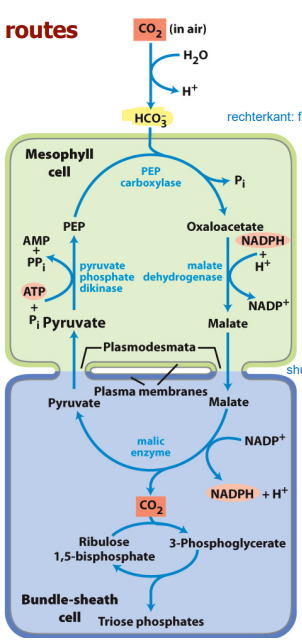 routes
CO2 (in air)
H2O
H+
HCO3-
rechterkant: f
Mesophyll
cell
PEP
carboxylase
Pi
PEP
Oxaloacetate
NADPH
+
H+
AMP
+
PPi
pyruvate
phosphate
dikinase
malate
dehydrogenase
ATP
+
Pi
NADP+
Pyruvate
Malate
Plasmodesmata
shu
Plasma membranes
Pyruvate
Malate
malic
enzyme
NADP+
NADPH + H+
CO2
Ribulose
1,5-bisphosphate
3-Phosphoglycerate
Bundle-sheath
cell
Triose phosphates